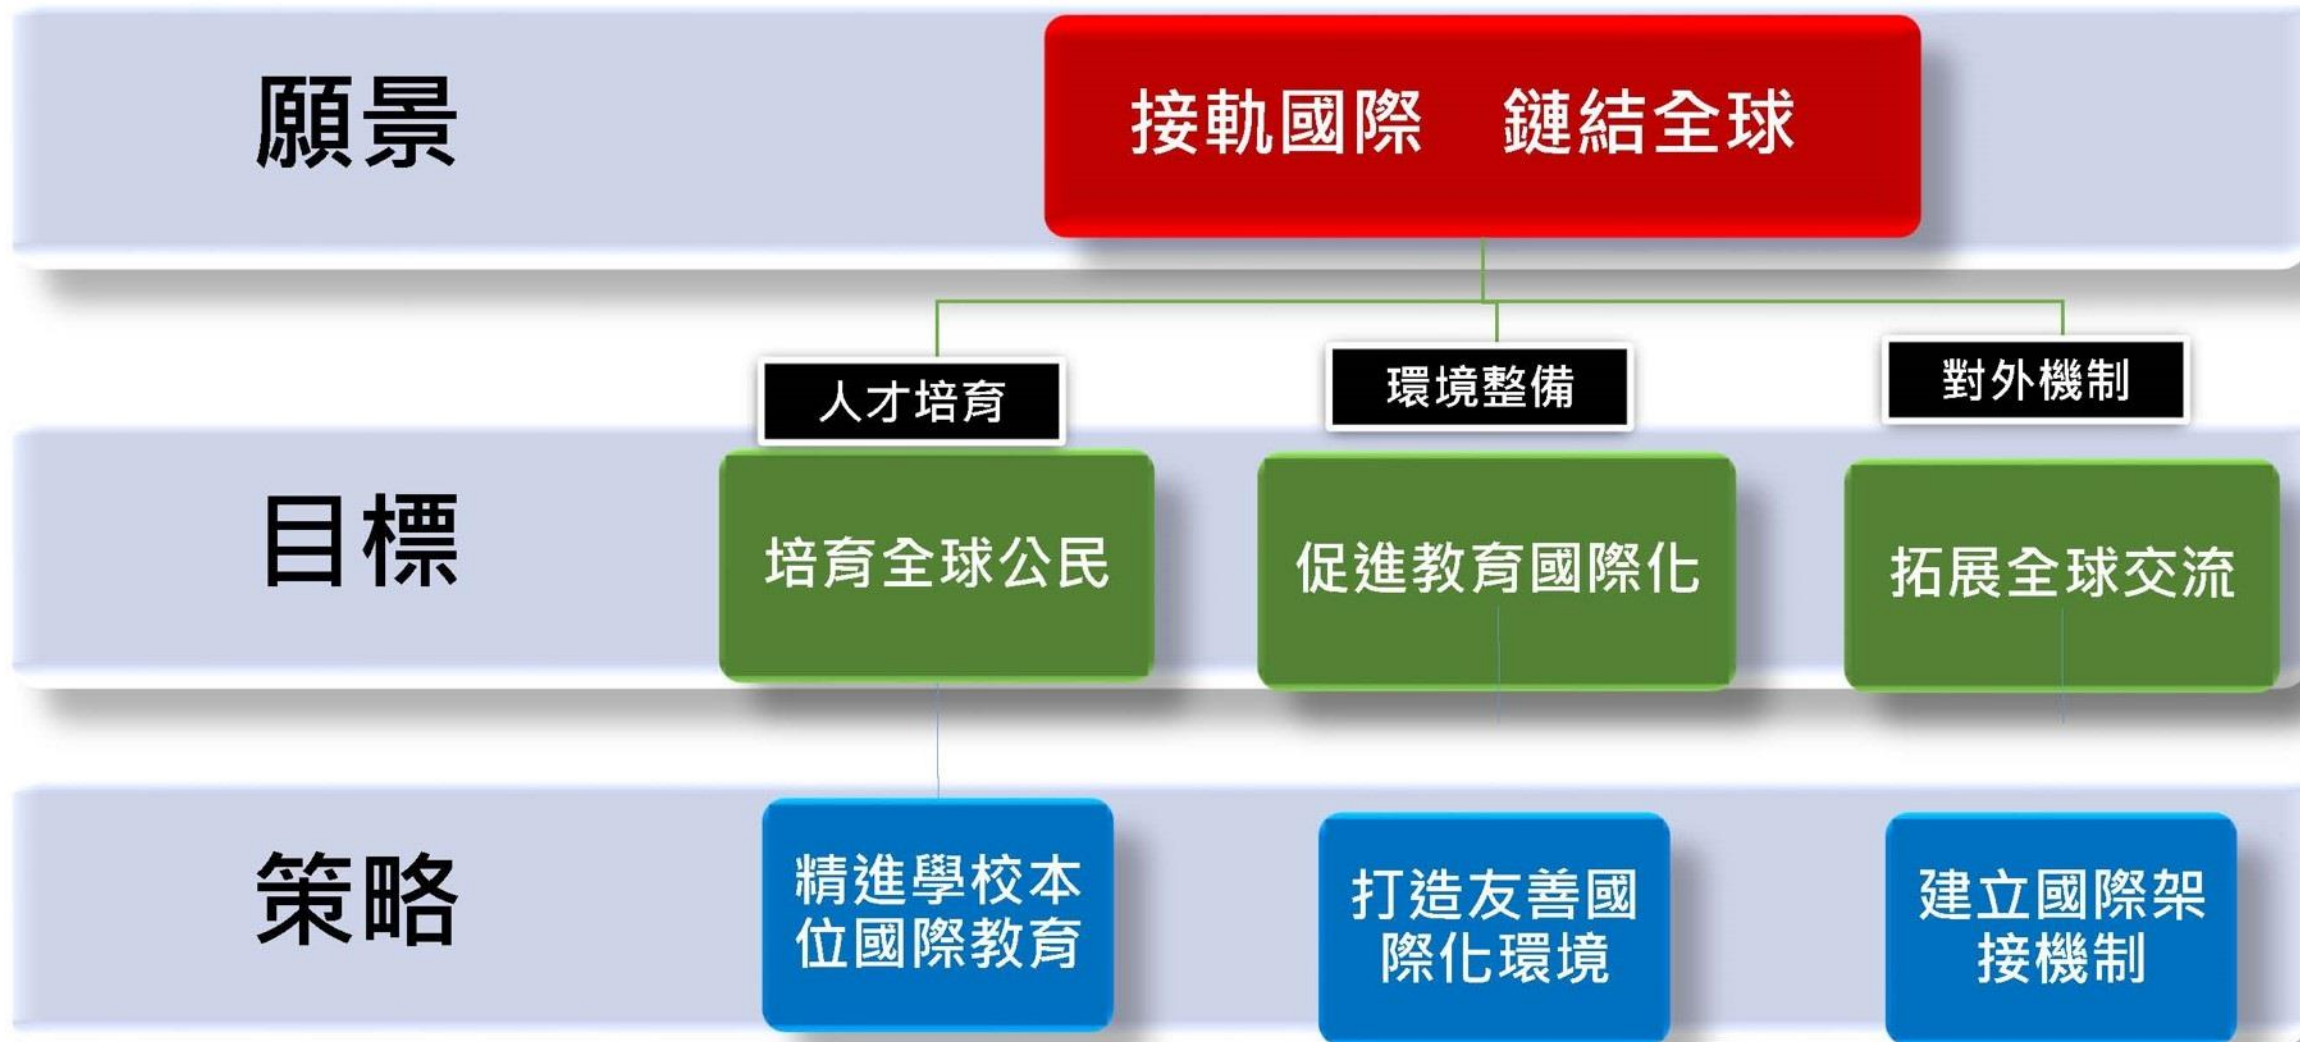 願景
接軌國際　鏈結全球
人才培育
環境整備
對外機制
目標
培育全球公民
促進教育國際化
拓展全球交流
策略
精進學校本
位國際教育
打造友善國
際化環境
建立國際架
接機制